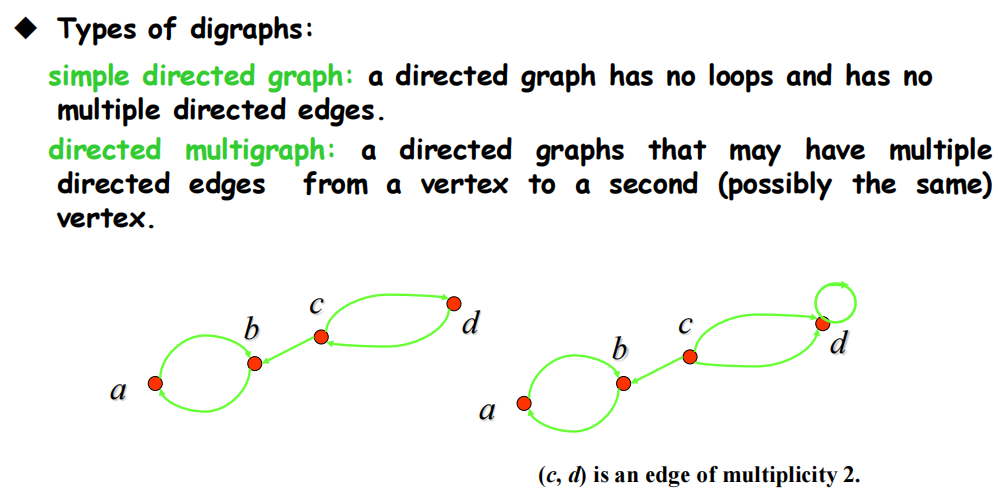 ◆ Types of digraphs:
simple directed graph: a directed graph has no loops and has no
multiple directed edges.
directed multigraph: a directed graphs that may have multiple
directed edges from a vertex to a second (possibly the same)
vertex.
a
b
c
d
a
b
c
d
(c, d) is an edge of multiplicity 2.